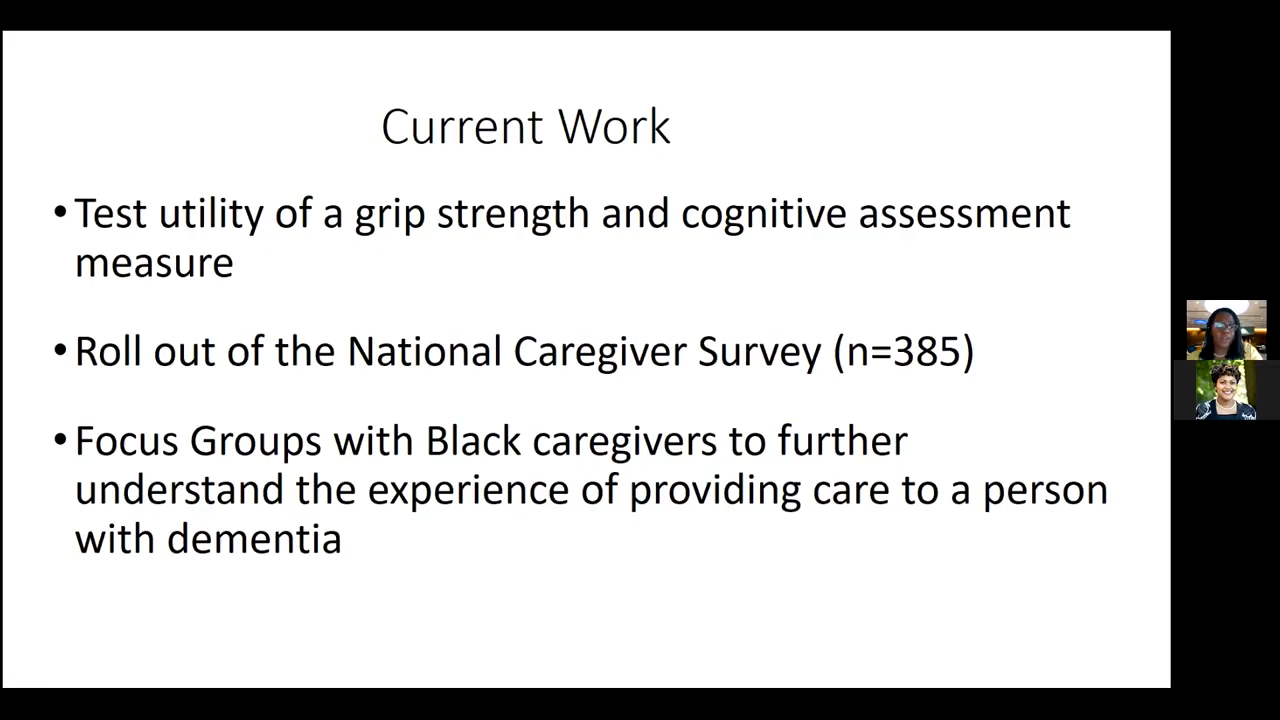 Current Work
• Test utility of a grip strength and cognitive assessment
measure
• Roll out of the National Caregiver Survey (n=385)
• Focus Groups with Black caregivers to further
understand the experience of providing care to a person
with dementia